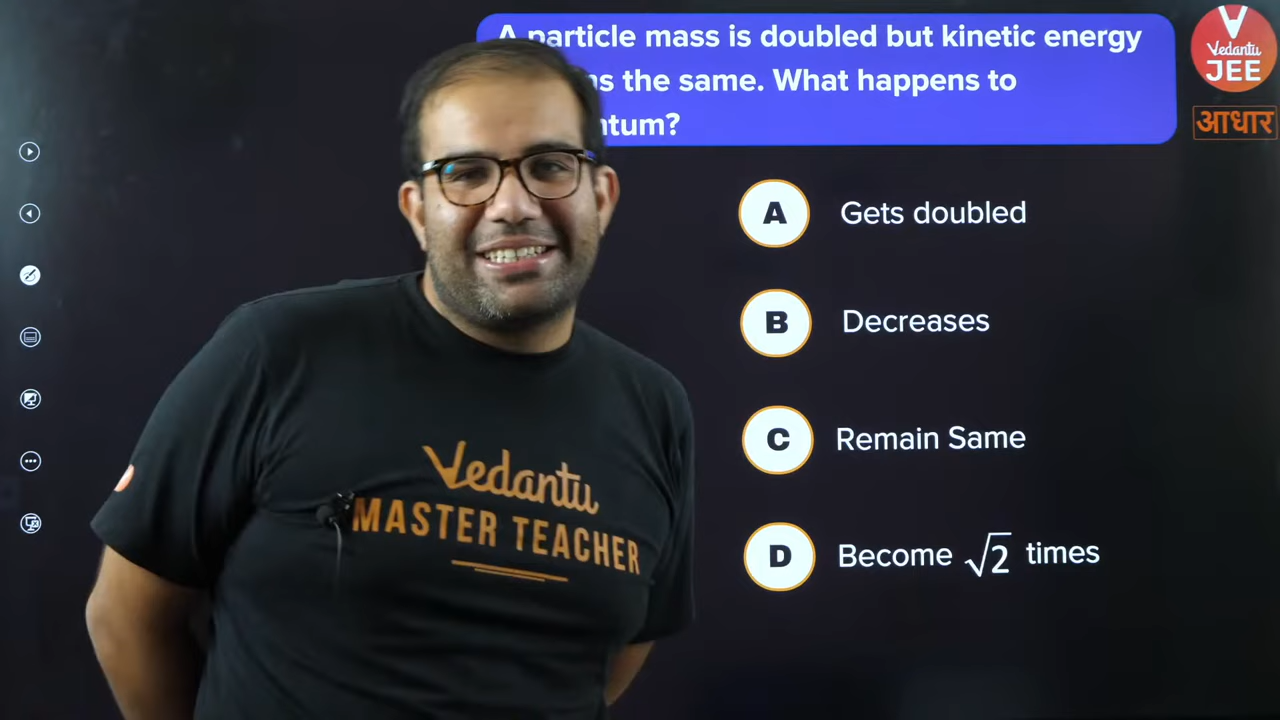 A particle mass is doubled but kinetic energy
the same. What happens to
Vedantu
JEE
आधार
A Gets doubled
B Decreases
C Remain Same
D Become √2 times
Vedantu
MASTER TEACHER